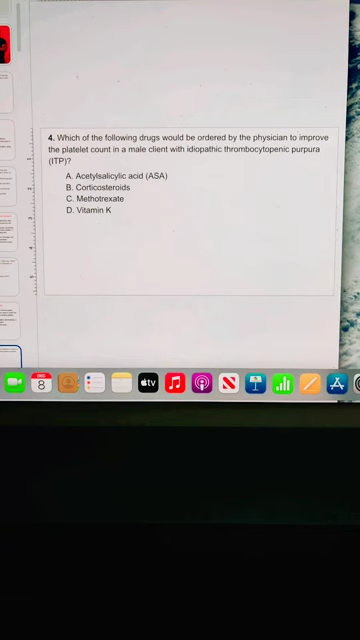 4. Which of the following drugs would be ordered by the physician to improve
the platelet count in a male client with idiopathic thrombocytopenic purpura
(ITP)?
A. Acetylsalicylic acid (ASA)
B. Corticosteroids
C. Methotrexate
D. Vitamin K
8
tv